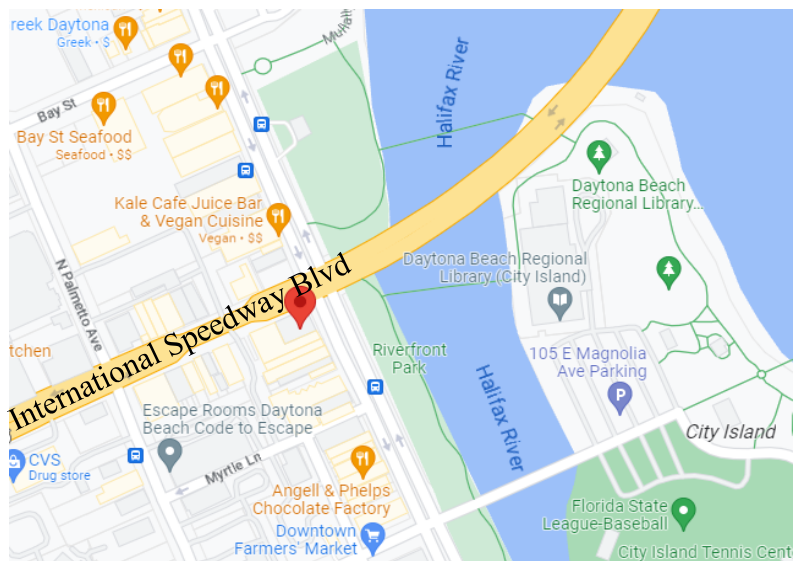 reek Daytona
Greek • $
Bay St
Bay St Seafood
Seafood • $$
Kale Cafe Juice Bar
& Vegan Cuisine
Vegan • $$
N Palmetto Ave
International Speedway Blvd
itchen
CVS
Drug store
Escape Rooms Daytona
Beach Code to Escape
Myrtle Ln
Angell & Phelps
Chocolate Factory
Downtown
Farmers' Market
Riverfront
Park
Halifax River
Halifax River
Daytona Beach
Regional Library...
Daytona Beach Regional
Library (City Island)
105 E Magnolia
Ave Parking
P
City Island
Florida State
League-Baseball
City Island Tennis Cent